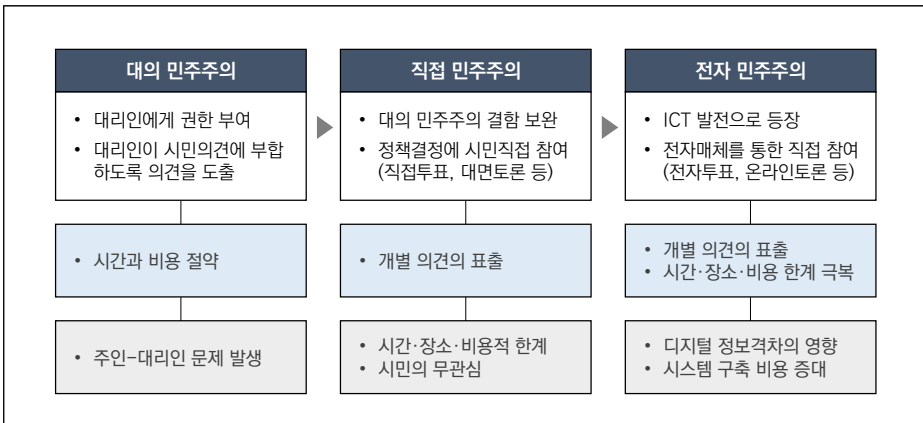 대의 민주주의
• 대리인에게 권한 부여
• 대리인이 시민의견에 부합
하도록 의견을 도출
• 시간과 비용 절약
• 주인-대리인 문제 발생
직접 민주주의
• 대의 민주주의 결함 보완
• 정책결정에 시민직접 참여
(직접투표, 대면토론 등)
• 개별 의견의 표출
• 시간·장소·비용적 한계
• 시민의 무관심
전자 민주주의
• ICT 발전으로 등장
• 전자매체를 통한 직접 참여
(전자투표, 온라인토론 등)
• 개별 의견의 표출
• 시간·장소·비용 한계 극복
• 디지털 정보격차의 영향
• 시스템 구축 비용 증대